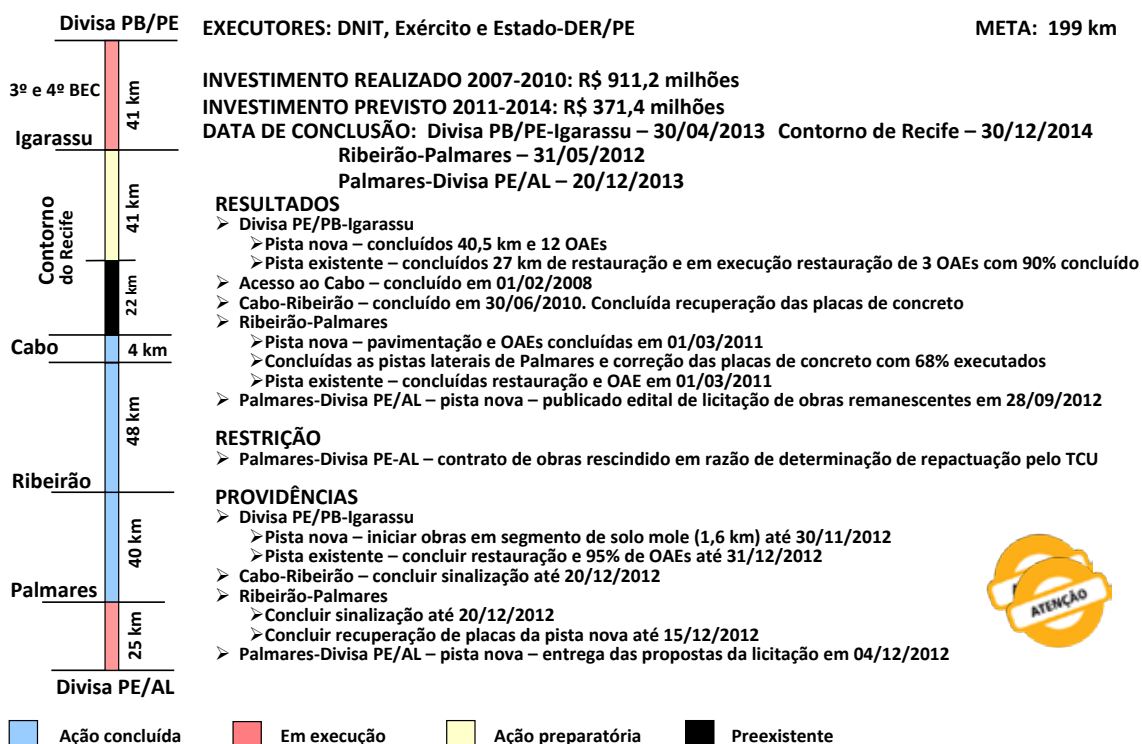 Divisa PB/PE
EXECUTORES: DNIT, Exército e Estado-DER/PE
META: 199 km
3º e 4º BEC
41 km
Igarassu
Contorno do Recife
41 km
22 km
Cabo
4 km
48 km
Ribeirão
40 km
Palmares
25 km
Divisa PE/AL
INVESTIMENTO REALIZADO 2007-2010: R$ 911,2 milhões
INVESTIMENTO PREVISTO 2011-2014: R$ 371,4 milhões
DATA DE CONCLUSÃO: Divisa PB/PE-Igarassu – 30/04/2013 Contorno de Recife – 30/12/2014
Ribeirão-Palmares – 31/05/2012
Palmares-Divisa PE/AL – 20/12/2013
RESULTADOS
➢ Divisa PE/PB-Igarassu
➢Pista nova – concluídos 40,5 km e 12 OAEs
➢Pista existente – concluídos 27 km de restauração e em execução restauração de 3 OAEs com 90% concluído
➢ Acesso ao Cabo – concluído em 01/02/2008
➢ Cabo-Ribeirão – concluído em 30/06/2010. Concluída recuperação das placas de concreto
➢ Ribeirão-Palmares
➢Pista nova – pavimentação e OAEs concluídas em 01/03/2011
➢Concluídas as pistas laterais de Palmares e correção das placas de concreto com 68% executados
➢Pista existente – concluídas restauração e OAE em 01/03/2011
➢ Palmares-Divisa PE/AL – pista nova – publicado edital de licitação de obras remanescentes em 28/09/2012
RESTRIÇÃO
➢ Palmares-Divisa PE-AL – contrato de obras rescindido em razão de determinação de repactuação pelo TCU
PROVIDÊNCIAS
➢ Divisa PE/PB-Igarassu
➢Pista nova – iniciar obras em segmento de solo mole (1,6 km) até 30/11/2012
➢Pista existente – concluir restauração e 95% de OAEs até 31/12/2012
➢ Cabo-Ribeirão – concluir sinalização até 20/12/2012
➢ Ribeirão-Palmares
➢Concluir sinalização até 20/12/2012
➢Concluir recuperação de placas da pista nova até 15/12/2012
➢ Palmares-Divisa PE/AL – pista nova – entrega das propostas da licitação em 04/12/2012
ATENÇÃO
Ação concluída
Em execução
Ação preparatória
Preexistente